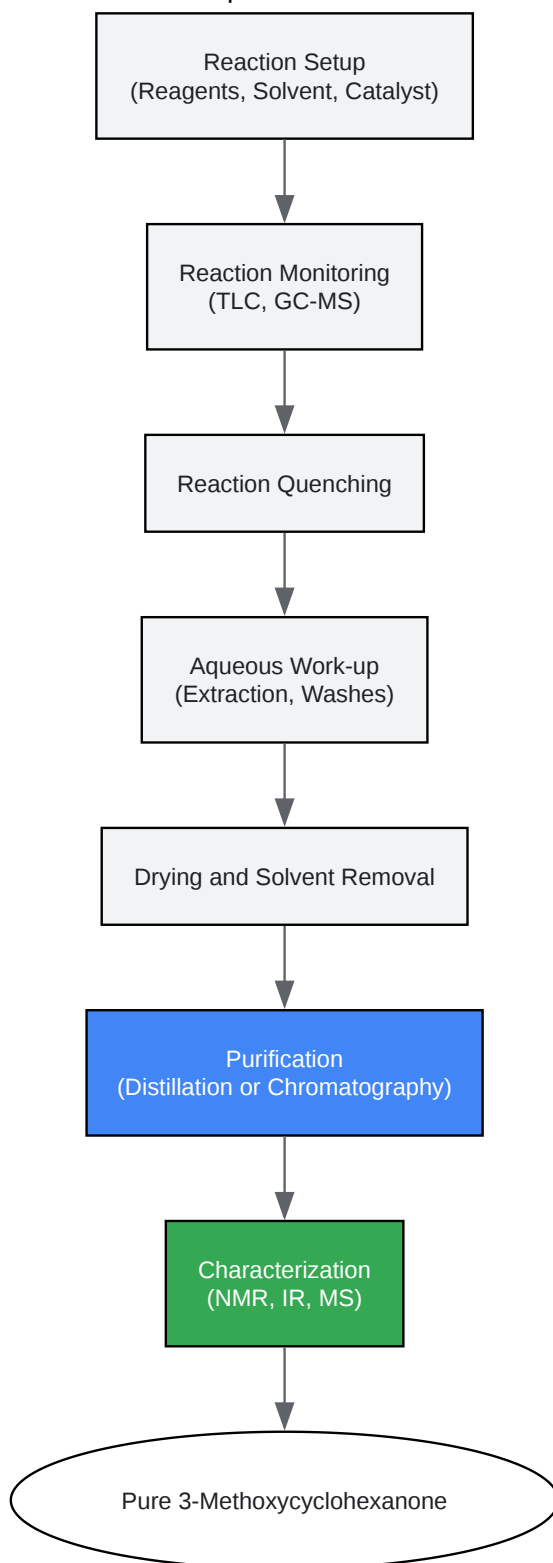 Reaction Setup
(Reagents, Solvent, Catalyst)
Reaction Monitoring
(TLC, GC-MS)
Reaction Quenching
Aqueous Work-up
(Extraction, Washes)
Drying and Solvent Removal
Purification
(Distillation or Chromatography)
Characterization
(NMR, IR, MS)
Pure 3-Methoxycyclohexanone